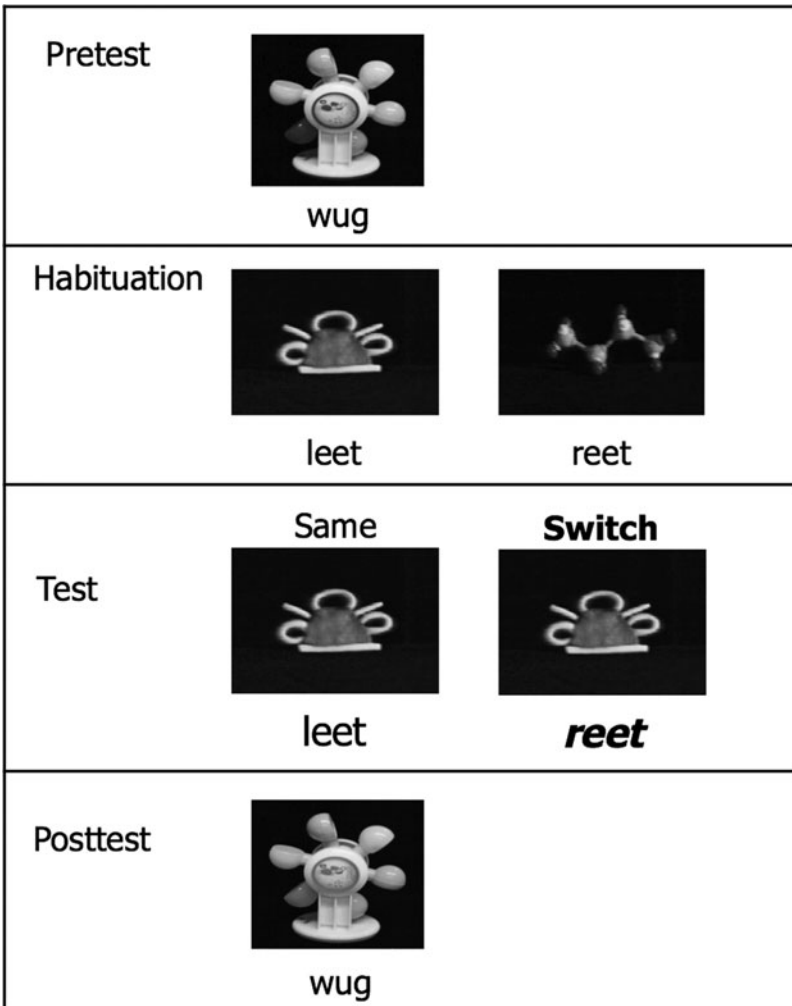 Pretest
wug
Habituation
leet reet
Same Switch
Test
leet reet
Posttest
wug